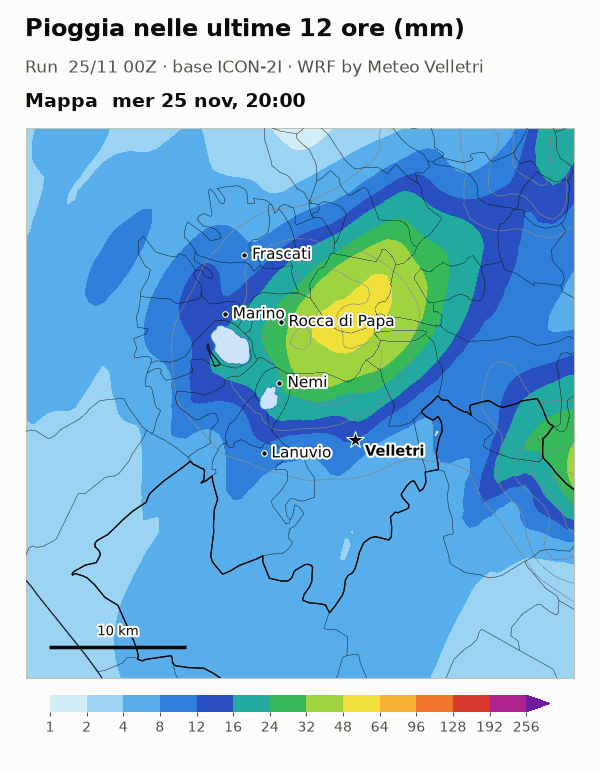 Pioggia nelle ultime 12 ore (mm)
Run 25/11 00Z · base ICON-2I · WRF by Meteo Velletri
Mappa mer 25 nov, 20:00
Frascati
Marino
Rocca di Papa
Nemi
Lanuvio
Velletri
10 km
1 2 4 8 12 16 24 32 48 64 96 128 192 256